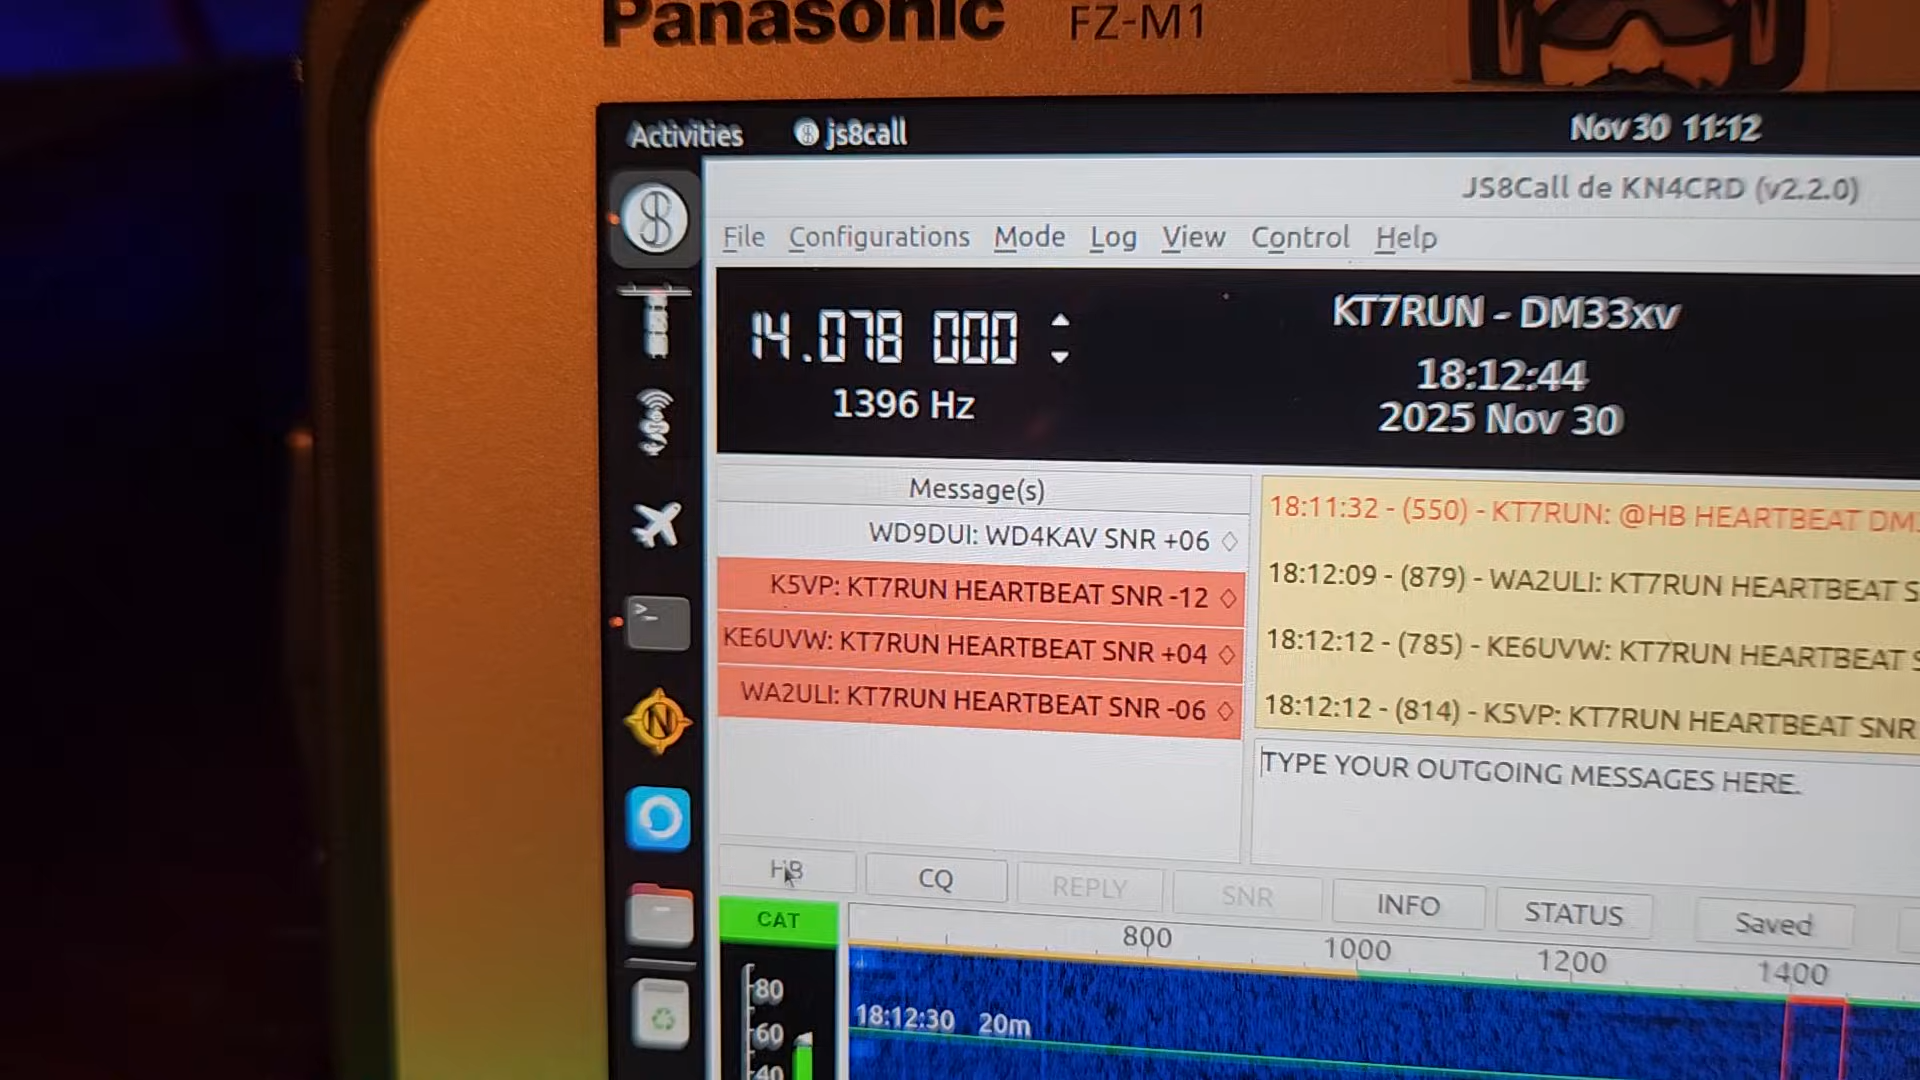 Panasonic FZ-M1
Activities js8call Nov 30 11:12
JS8Call de KN4CRD (v2.2.0)
File Configurations Mode Log View Control Help
14.078 000
1396 Hz
KT7RUN - DM33xv
18:12:44
2025 Nov 30
Message(s)
WD9DUI: WD4KAV SNR +06
K5VP: KT7RUN HEARTBEAT SNR -12
KE6UVW: KT7RUN HEARTBEAT SNR +04
WA2ULI: KT7RUN HEARTBEAT SNR -06
18:11:32 - (550) - KT7RUN: @HB HEARTBEAT DM
18:12:09 - (879) - WA2ULI: KT7RUN HEARTBEAT S
18:12:12 - (785) - KE6UVW: KT7RUN HEARTBEAT S
18:12:12 - (814) - K5VP: KT7RUN HEARTBEAT SNR
TYPE YOUR OUTGOING MESSAGES HERE.
HB CQ REPLY SNR INFO STATUS Saved
CAT
800 1000 1200 1400
18:12:30 20m
80
60
40